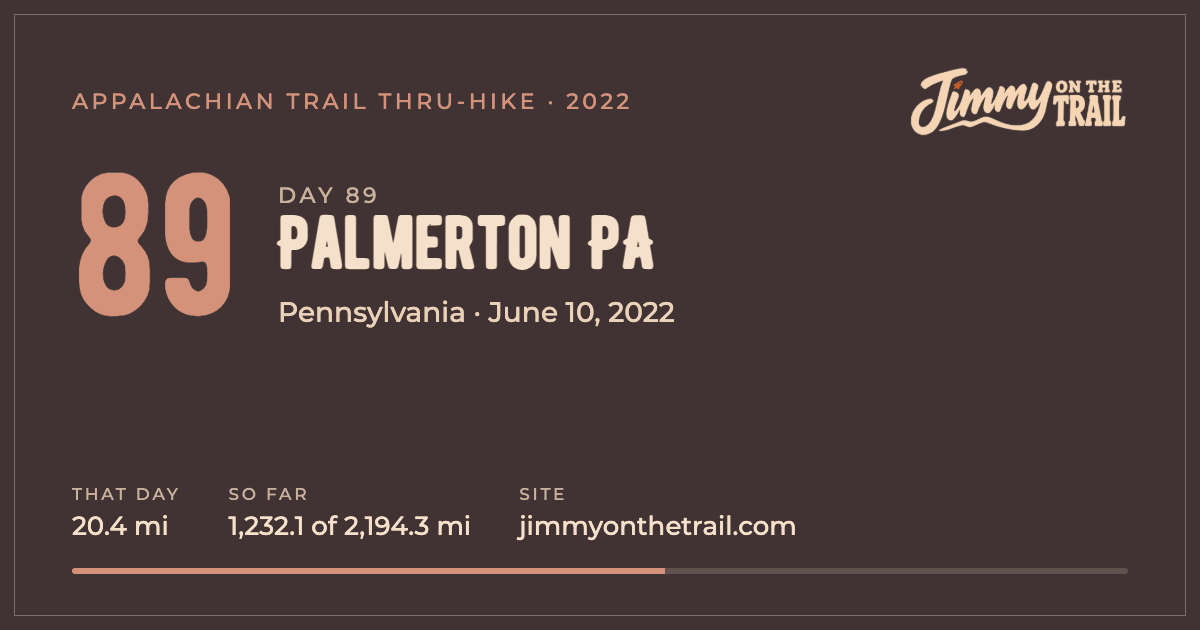 APPALACHIAN TRAIL THRU-HIKE · 2022
Jimmy ON THE TRAIL
89
DAY 89
PALMERTON PA
Pennsylvania · June 10, 2022
THAT DAY
20.4 mi
SO FAR
1,232.1 of 2,194.3 mi
SITE
jimmyonthetrail.com